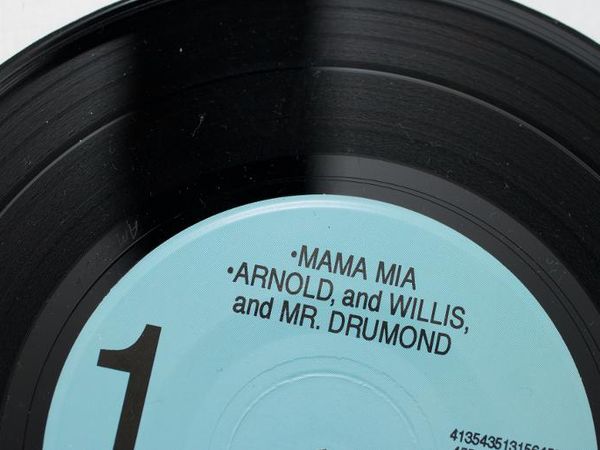 •MAMA MIA
•ARNOLD, and WILLIS,
and MR. DRUMOND
1